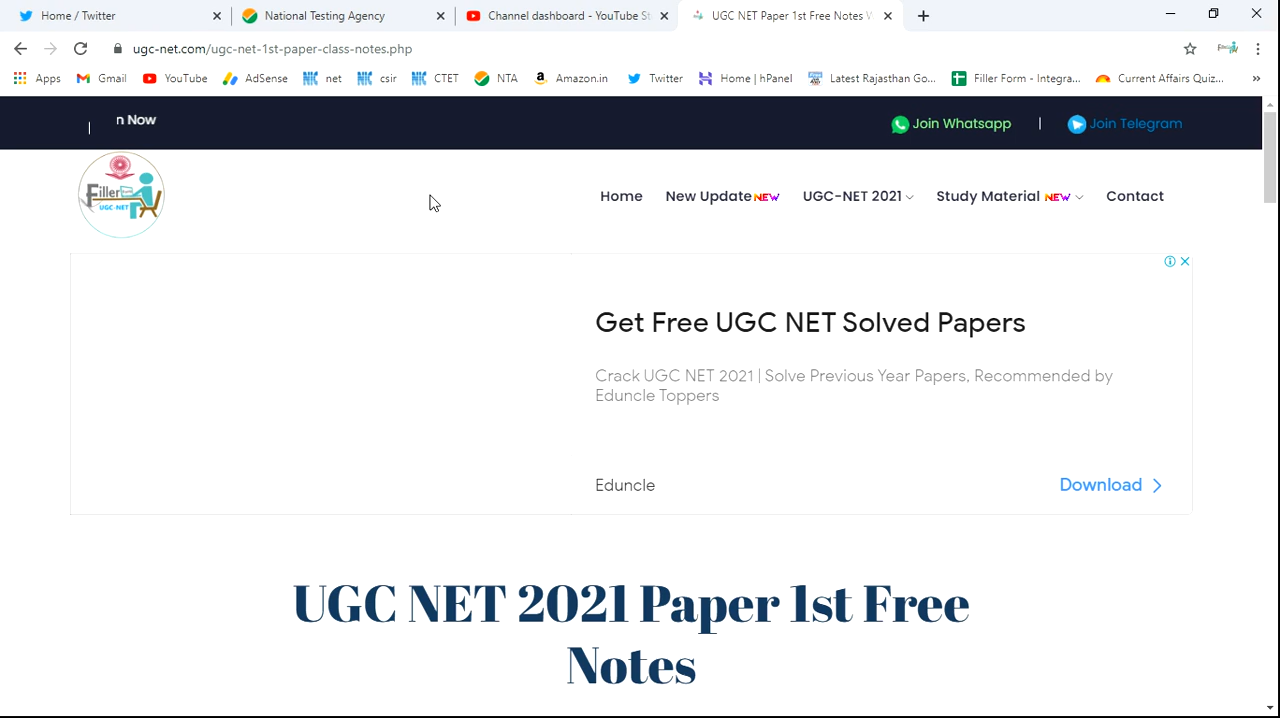 Home / Twitter
National Testing Agency
Channel dashboard - YouTube St
UGC NET Paper 1st Free Notes W
ugc-net.com/ugc-net-1st-paper-class-notes.php
Apps Gmail YouTube AdSense net csir CTET NTA Amazon.in Twitter Home | hPanel Latest Rajasthan Go... Filler Form - Integra... Current Affairs Quiz... »
n Now
Join Whatsapp | Join Telegram
Filler
UGC-NET
Home New Update NEW UGC-NET 2021 Study Material NEW Contact
Get Free UGC NET Solved Papers
Crack UGC NET 2021 | Solve Previous Year Papers, Recommended by
Eduncle Toppers
Eduncle Download
UGC NET 2021 Paper 1st Free
Notes